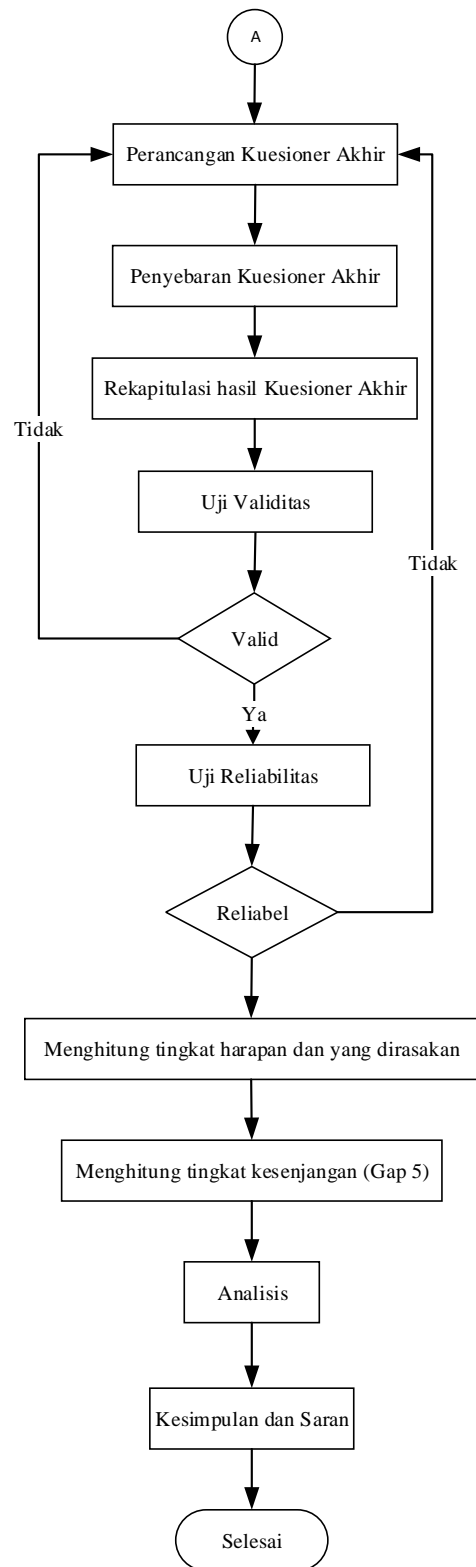 A
Perancangan Kuesioner Akhir
Penyebaran Kuesioner Akhir
Rekapitulasi hasil Kuesioner Akhir
Tidak
Uji Validitas
Tidak
Valid
Ya
Uji Reliabilitas
Reliabel
Menghitung tingkat harapan dan yang dirasakan
Menghitung tingkat kesenjangan (Gap 5)
Analisis
Kesimpulan dan Saran
Selesai